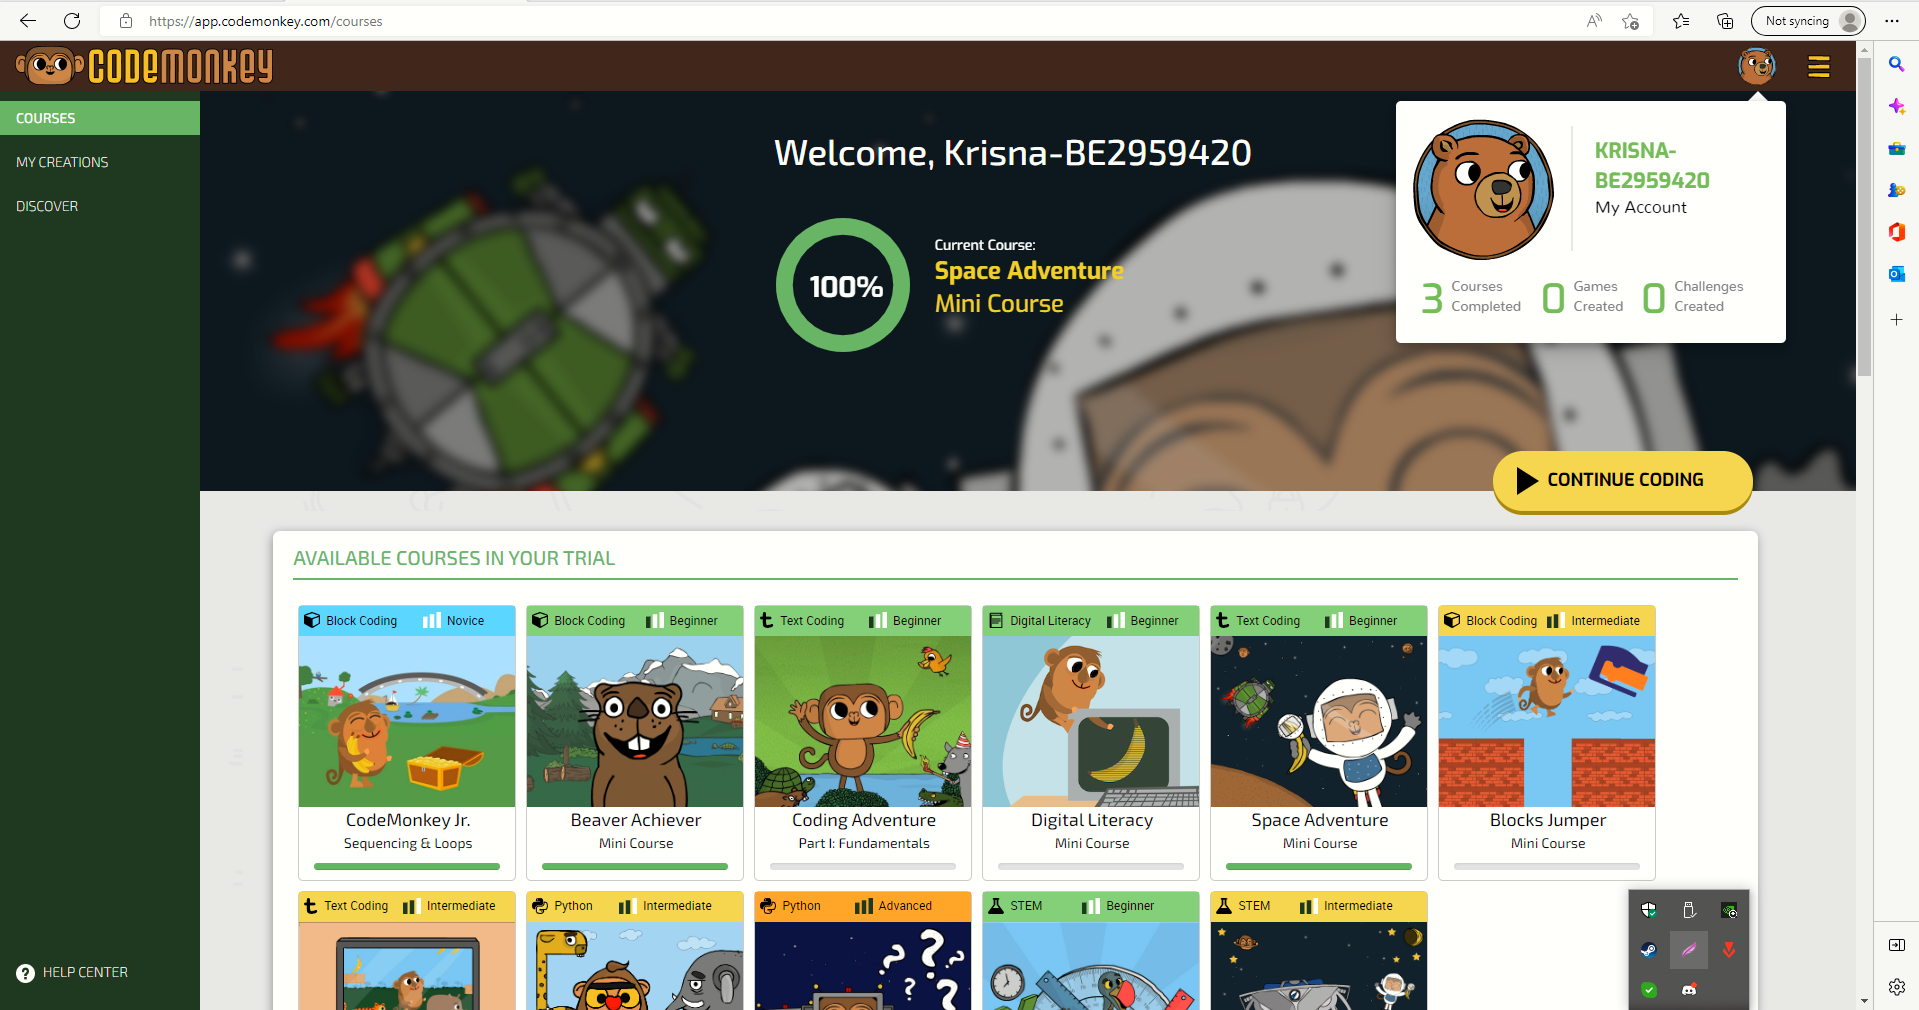 https://app.codemonkey.com/courses
Not syncing
CODEMONKEY
COURSES
MY CREATIONS
DISCOVER
HELP CENTER
Welcome, Krisna-BE2959420
100%
Current Course:
Space Adventure
Mini Course
KRISNA-
BE2959420
My Account
3 Courses Completed
0 Games Created
0 Challenges Created
CONTINUE CODING
AVAILABLE COURSES IN YOUR TRIAL
Block Coding Novice
CodeMonkey Jr.
Sequencing & Loops
Block Coding Beginner
Beaver Achiever
Mini Course
Text Coding Beginner
Coding Adventure
Part I: Fundamentals
Digital Literacy Beginner
Digital Literacy
Mini Course
Text Coding Beginner
Space Adventure
Mini Course
Block Coding Intermediate
Blocks Jumper
Mini Course
Text Coding Intermediate
Python Intermediate
Python Advanced
STEM Beginner
STEM Intermediate